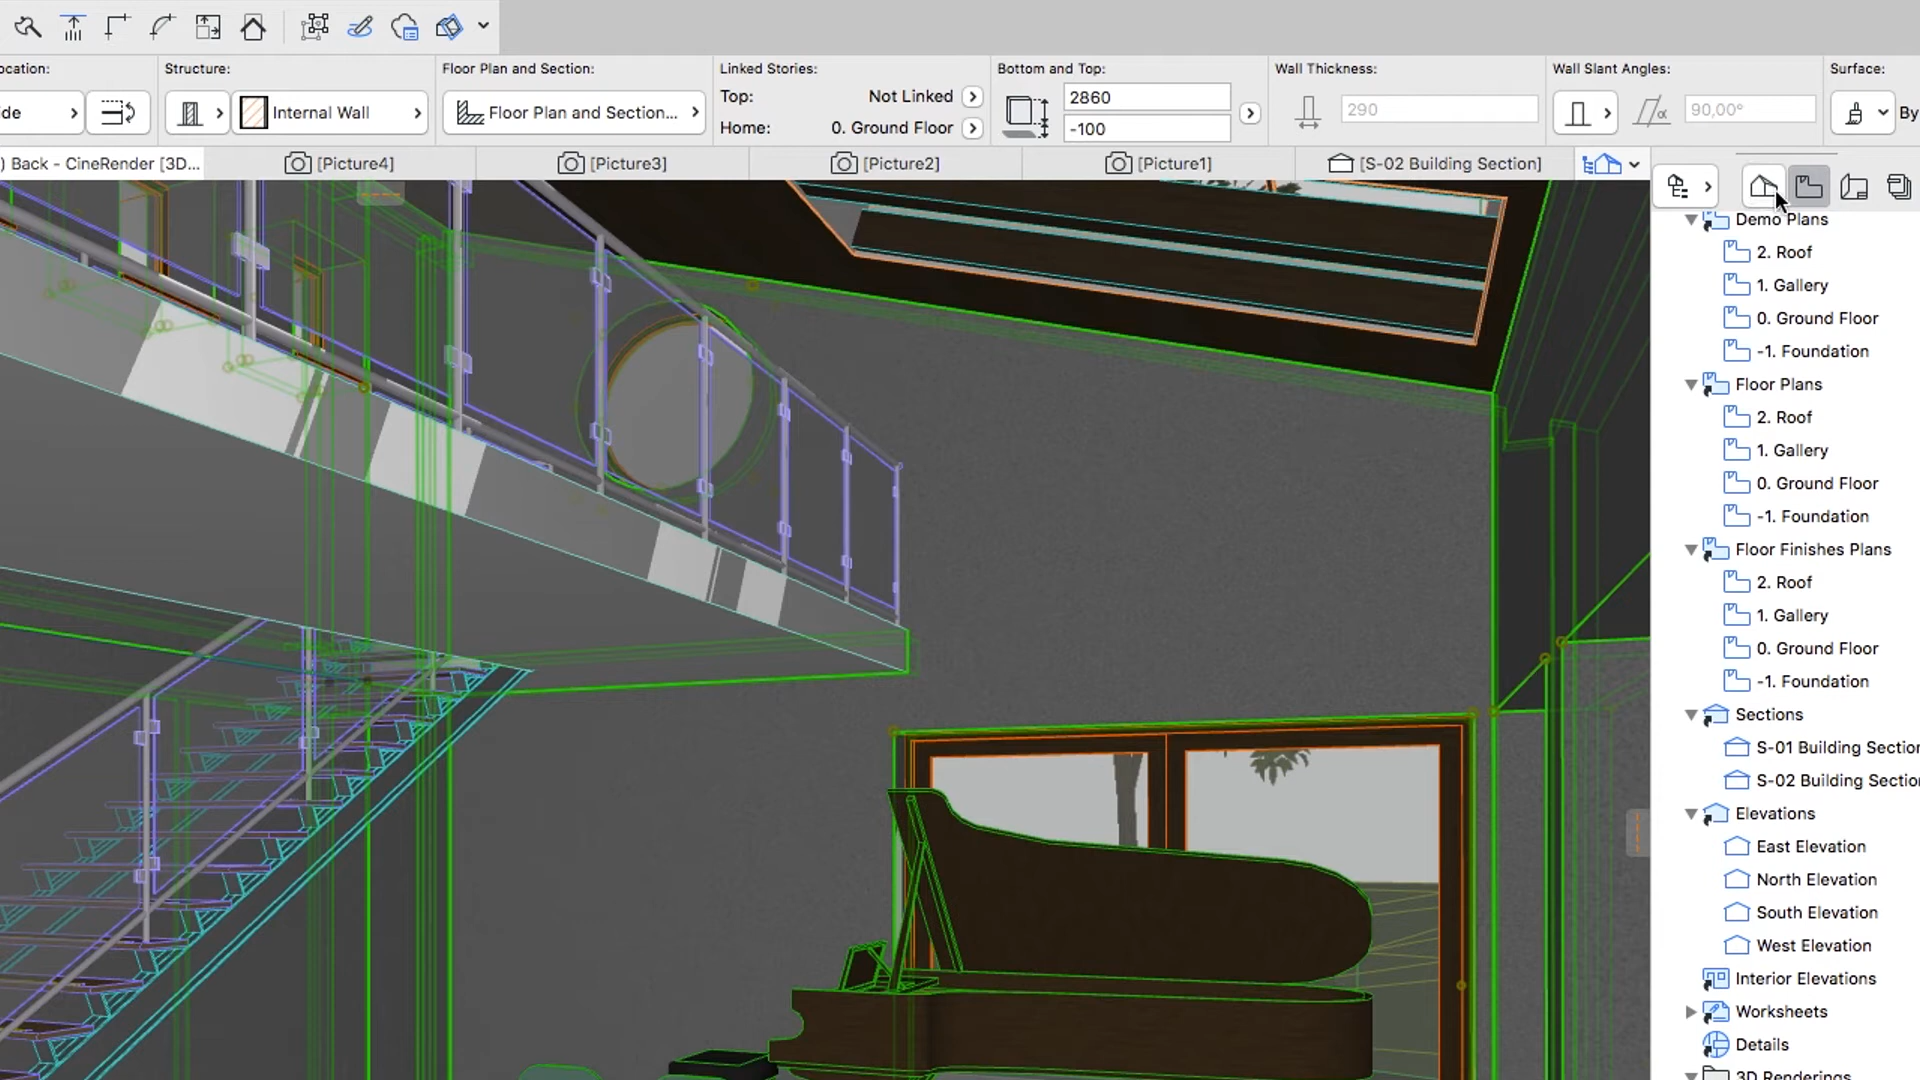 ocation:
Structure:
Floor Plan and Section:
Linked Stories:
Bottom and Top:
Wall Thickness:
Wall Slant Angles:
Surface:
de
Internal Wall
Floor Plan and Section...
Top:
Not Linked
Home:
0. Ground Floor
2860
-100
290
90,00°
By
) Back - CineRender [3D...
[Picture4]
[Picture3]
[Picture2]
[Picture1]
[S-02 Building Section]
Demo Plans
2. Roof
1. Gallery
0. Ground Floor
-1. Foundation
Floor Plans
2. Roof
1. Gallery
0. Ground Floor
-1. Foundation
Floor Finishes Plans
2. Roof
1. Gallery
0. Ground Floor
-1. Foundation
Sections
S-01 Building Section
S-02 Building Section
Elevations
East Elevation
North Elevation
South Elevation
West Elevation
Interior Elevations
Worksheets
Details
3D Renderings